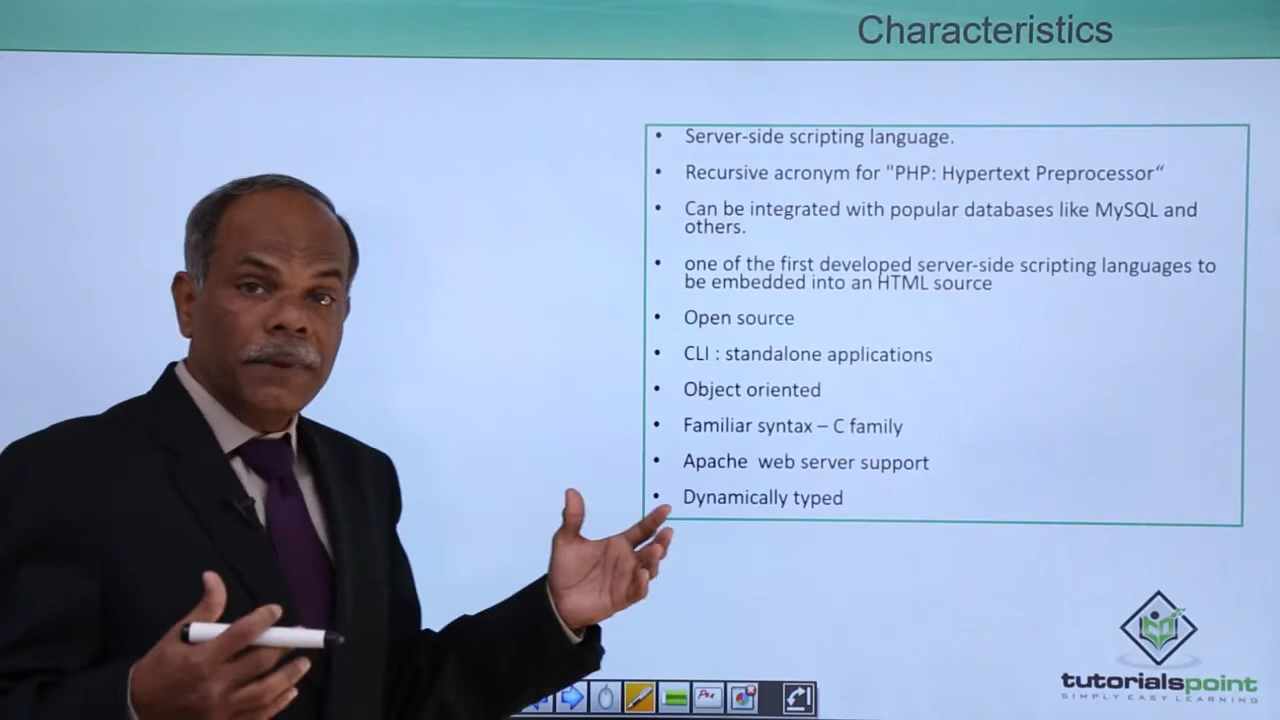 Characteristics
• Server-side scripting language.
• Recursive acronym for "PHP: Hypertext Preprocessor“
• Can be integrated with popular databases like MySQL and
others.
• one of the first developed server-side scripting languages to
be embedded into an HTML source
• Open source
• CLI : standalone applications
• Object oriented
• Familiar syntax – C family
• Apache  web server support
• Dynamically typed
tutorialspoint
SIMPLY EASY LEARNING